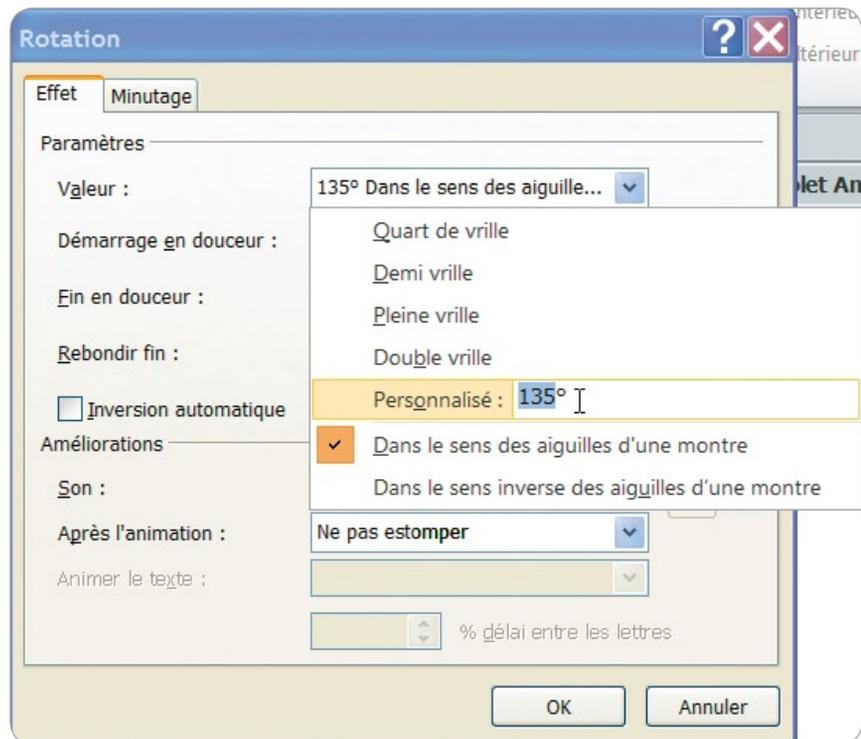 Rotation
Effet
Minutage
Paramètres
Valeur :
135° Dans le sens des aiguille...
Démarrage en douceur :
Quart de vrille
Demi vrille
Fin en douceur :
Pleine vrille
Rebondir fin :
Double vrille
Personnalisé : 135°
Inversion automatique
Améliorations
Dans le sens des aiguilles d'une montre
Son :
Dans le sens inverse des aiguilles d'une montre
Après l'animation :
Ne pas estomper
Animer le texte :
% délai entre les lettres
OK
Annuler